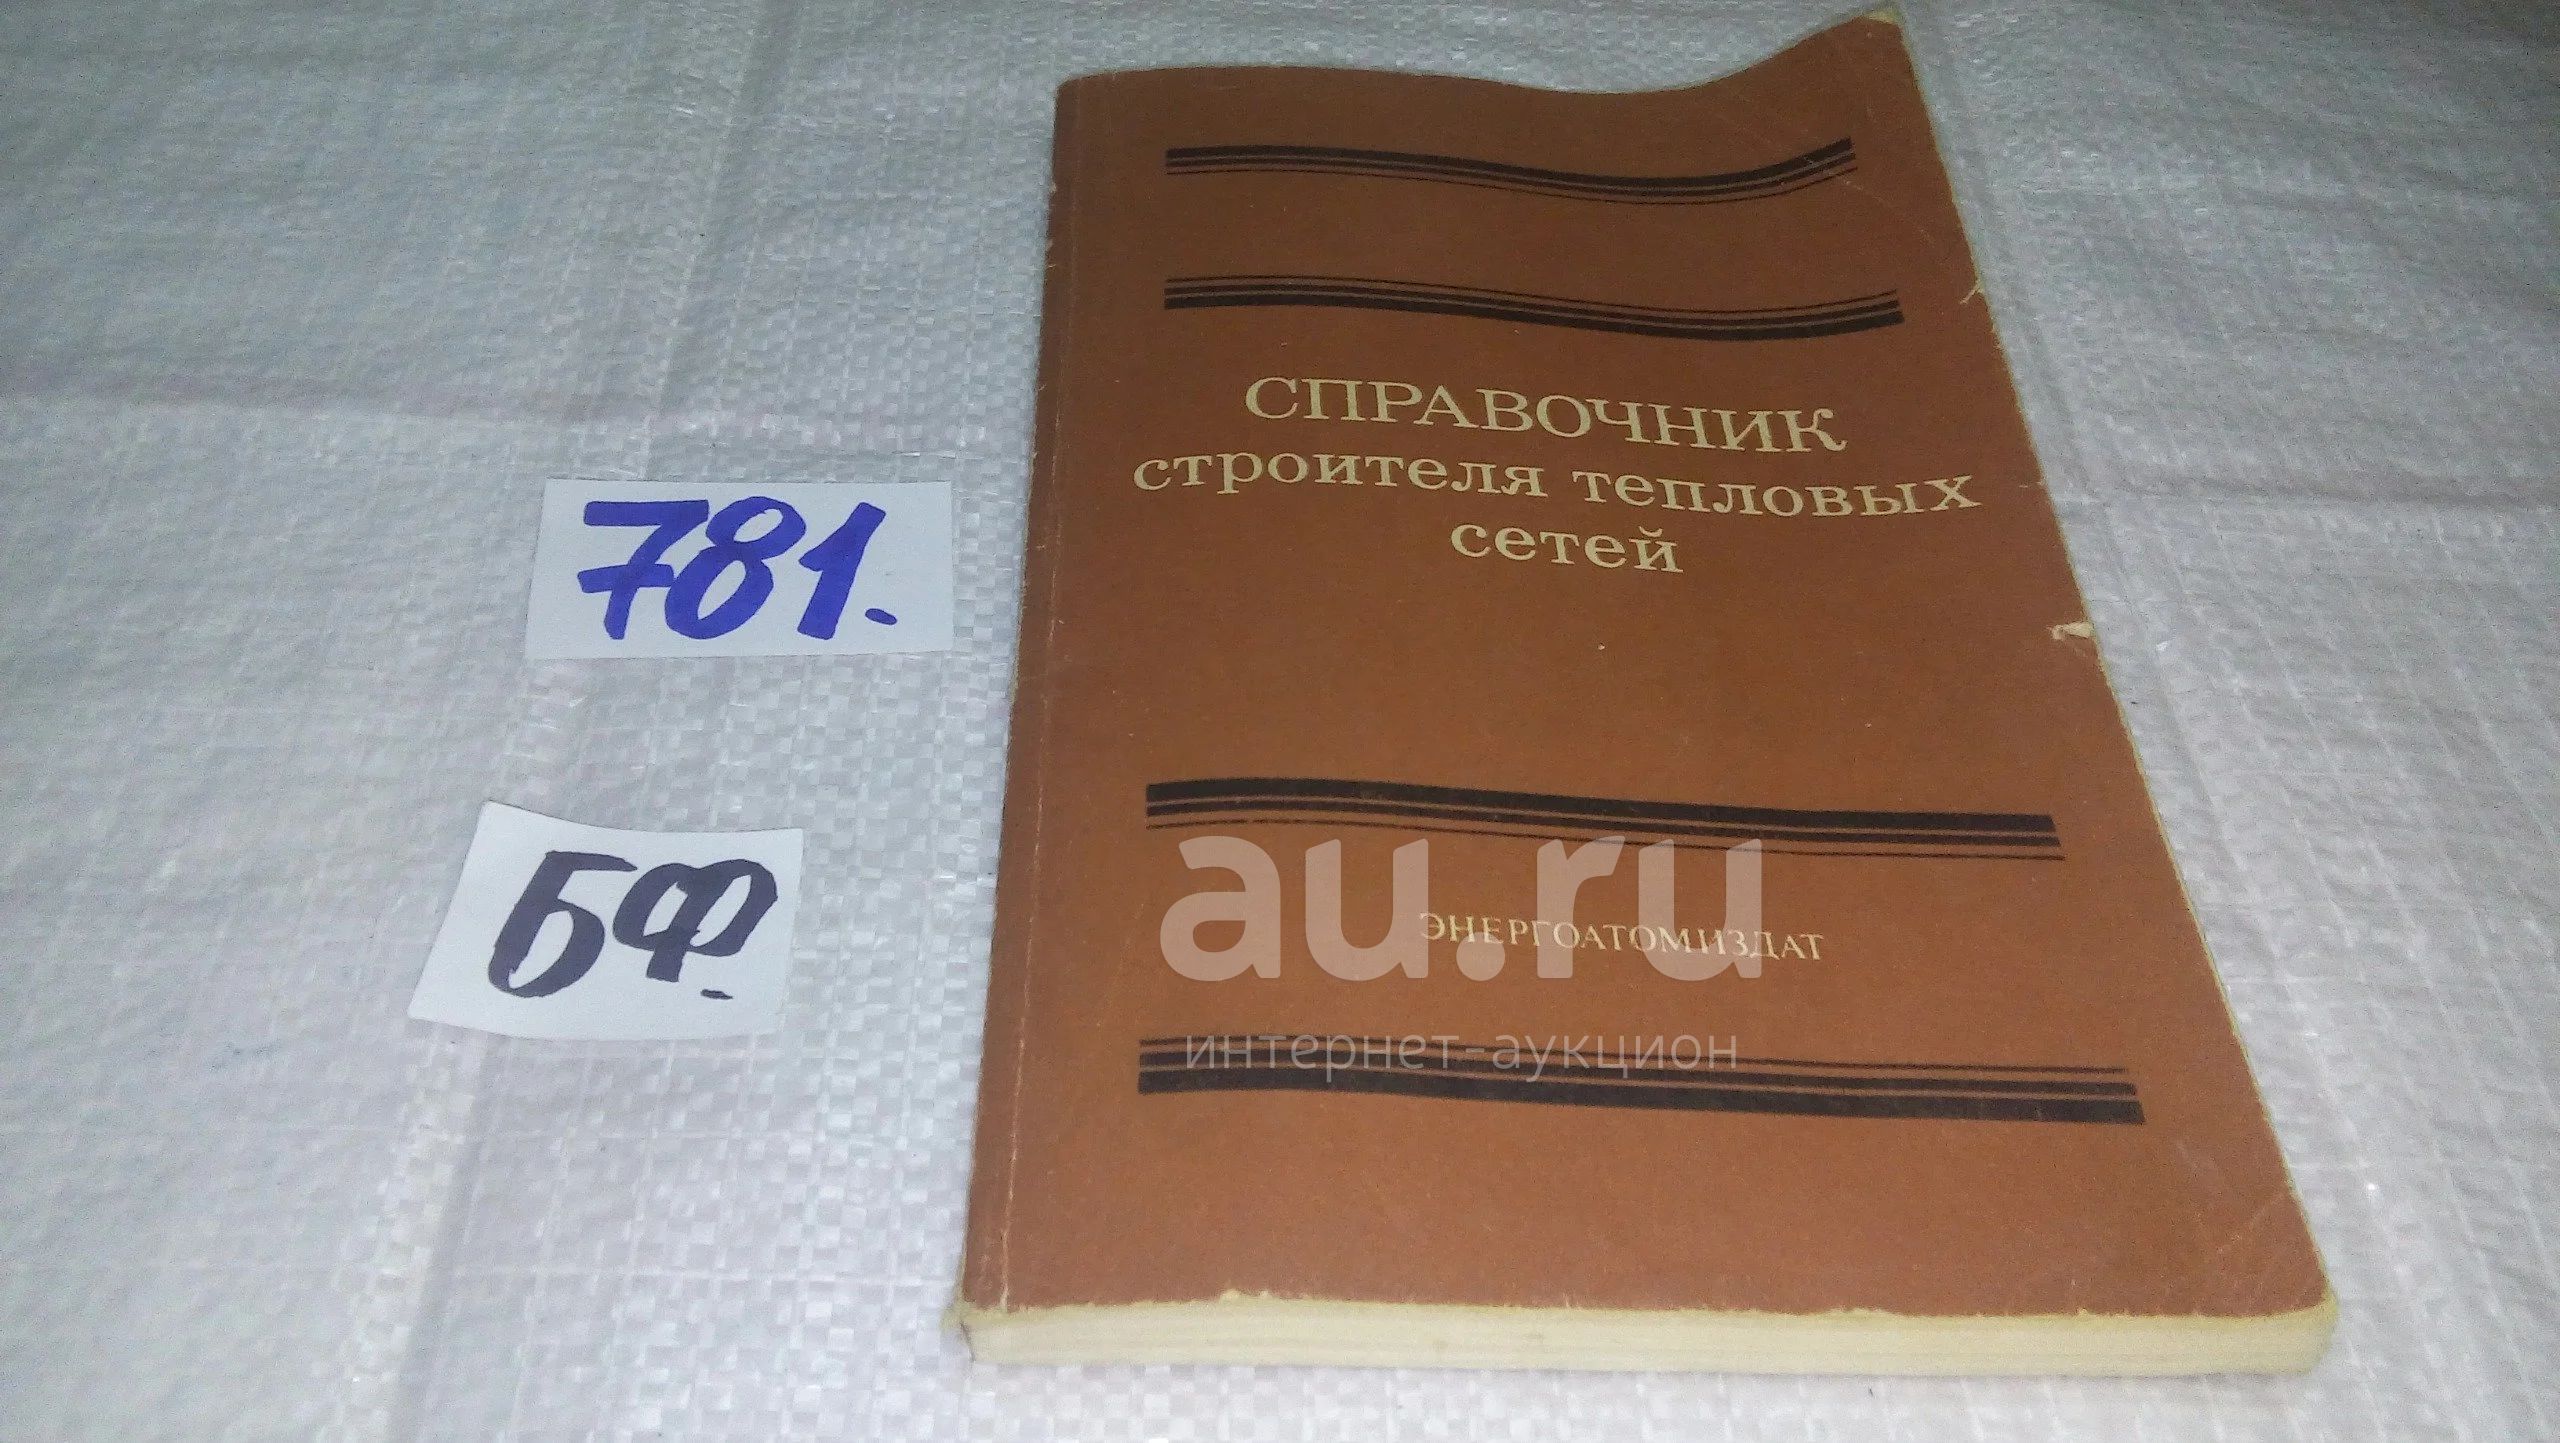 СПРАВОЧНИК
строителя тепловых
сетей
781.
БФ.
ЭНЕРГОАТОМИЗДАТ
au.ru
интернет-аукцион